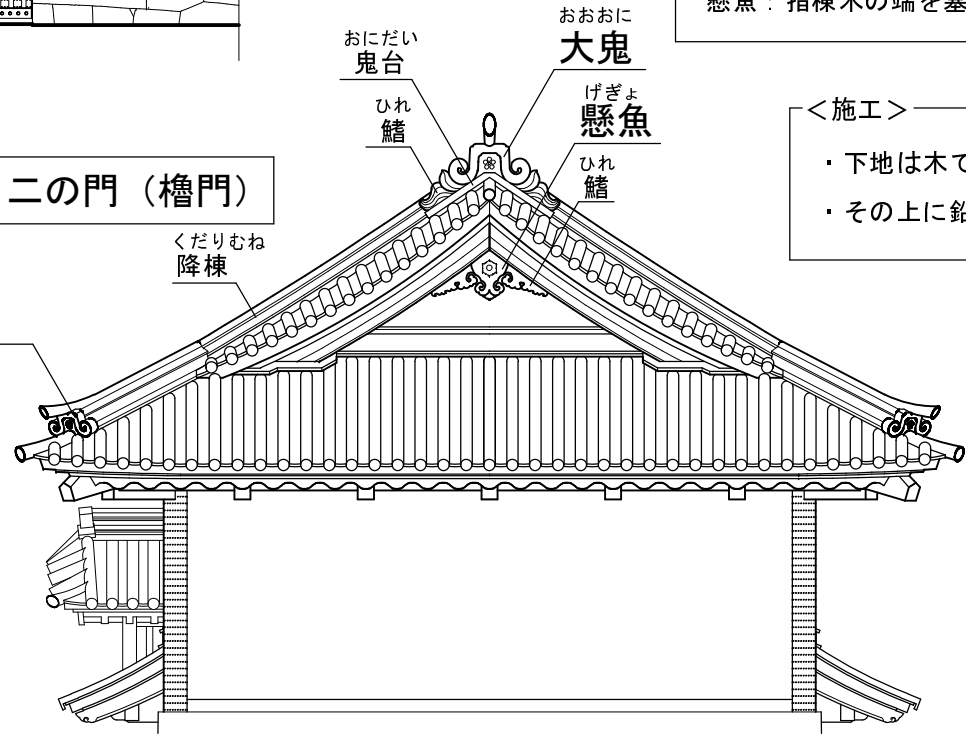 懸魚：指棟木の端を
おおおに
大鬼
おにだい
鬼台
げぎょ
懸魚
ひれ
鰭
ひれ
鰭
＜施工＞
・下地は木で
・その上に鉛
二の門（櫓門）
くだりむね
降棟